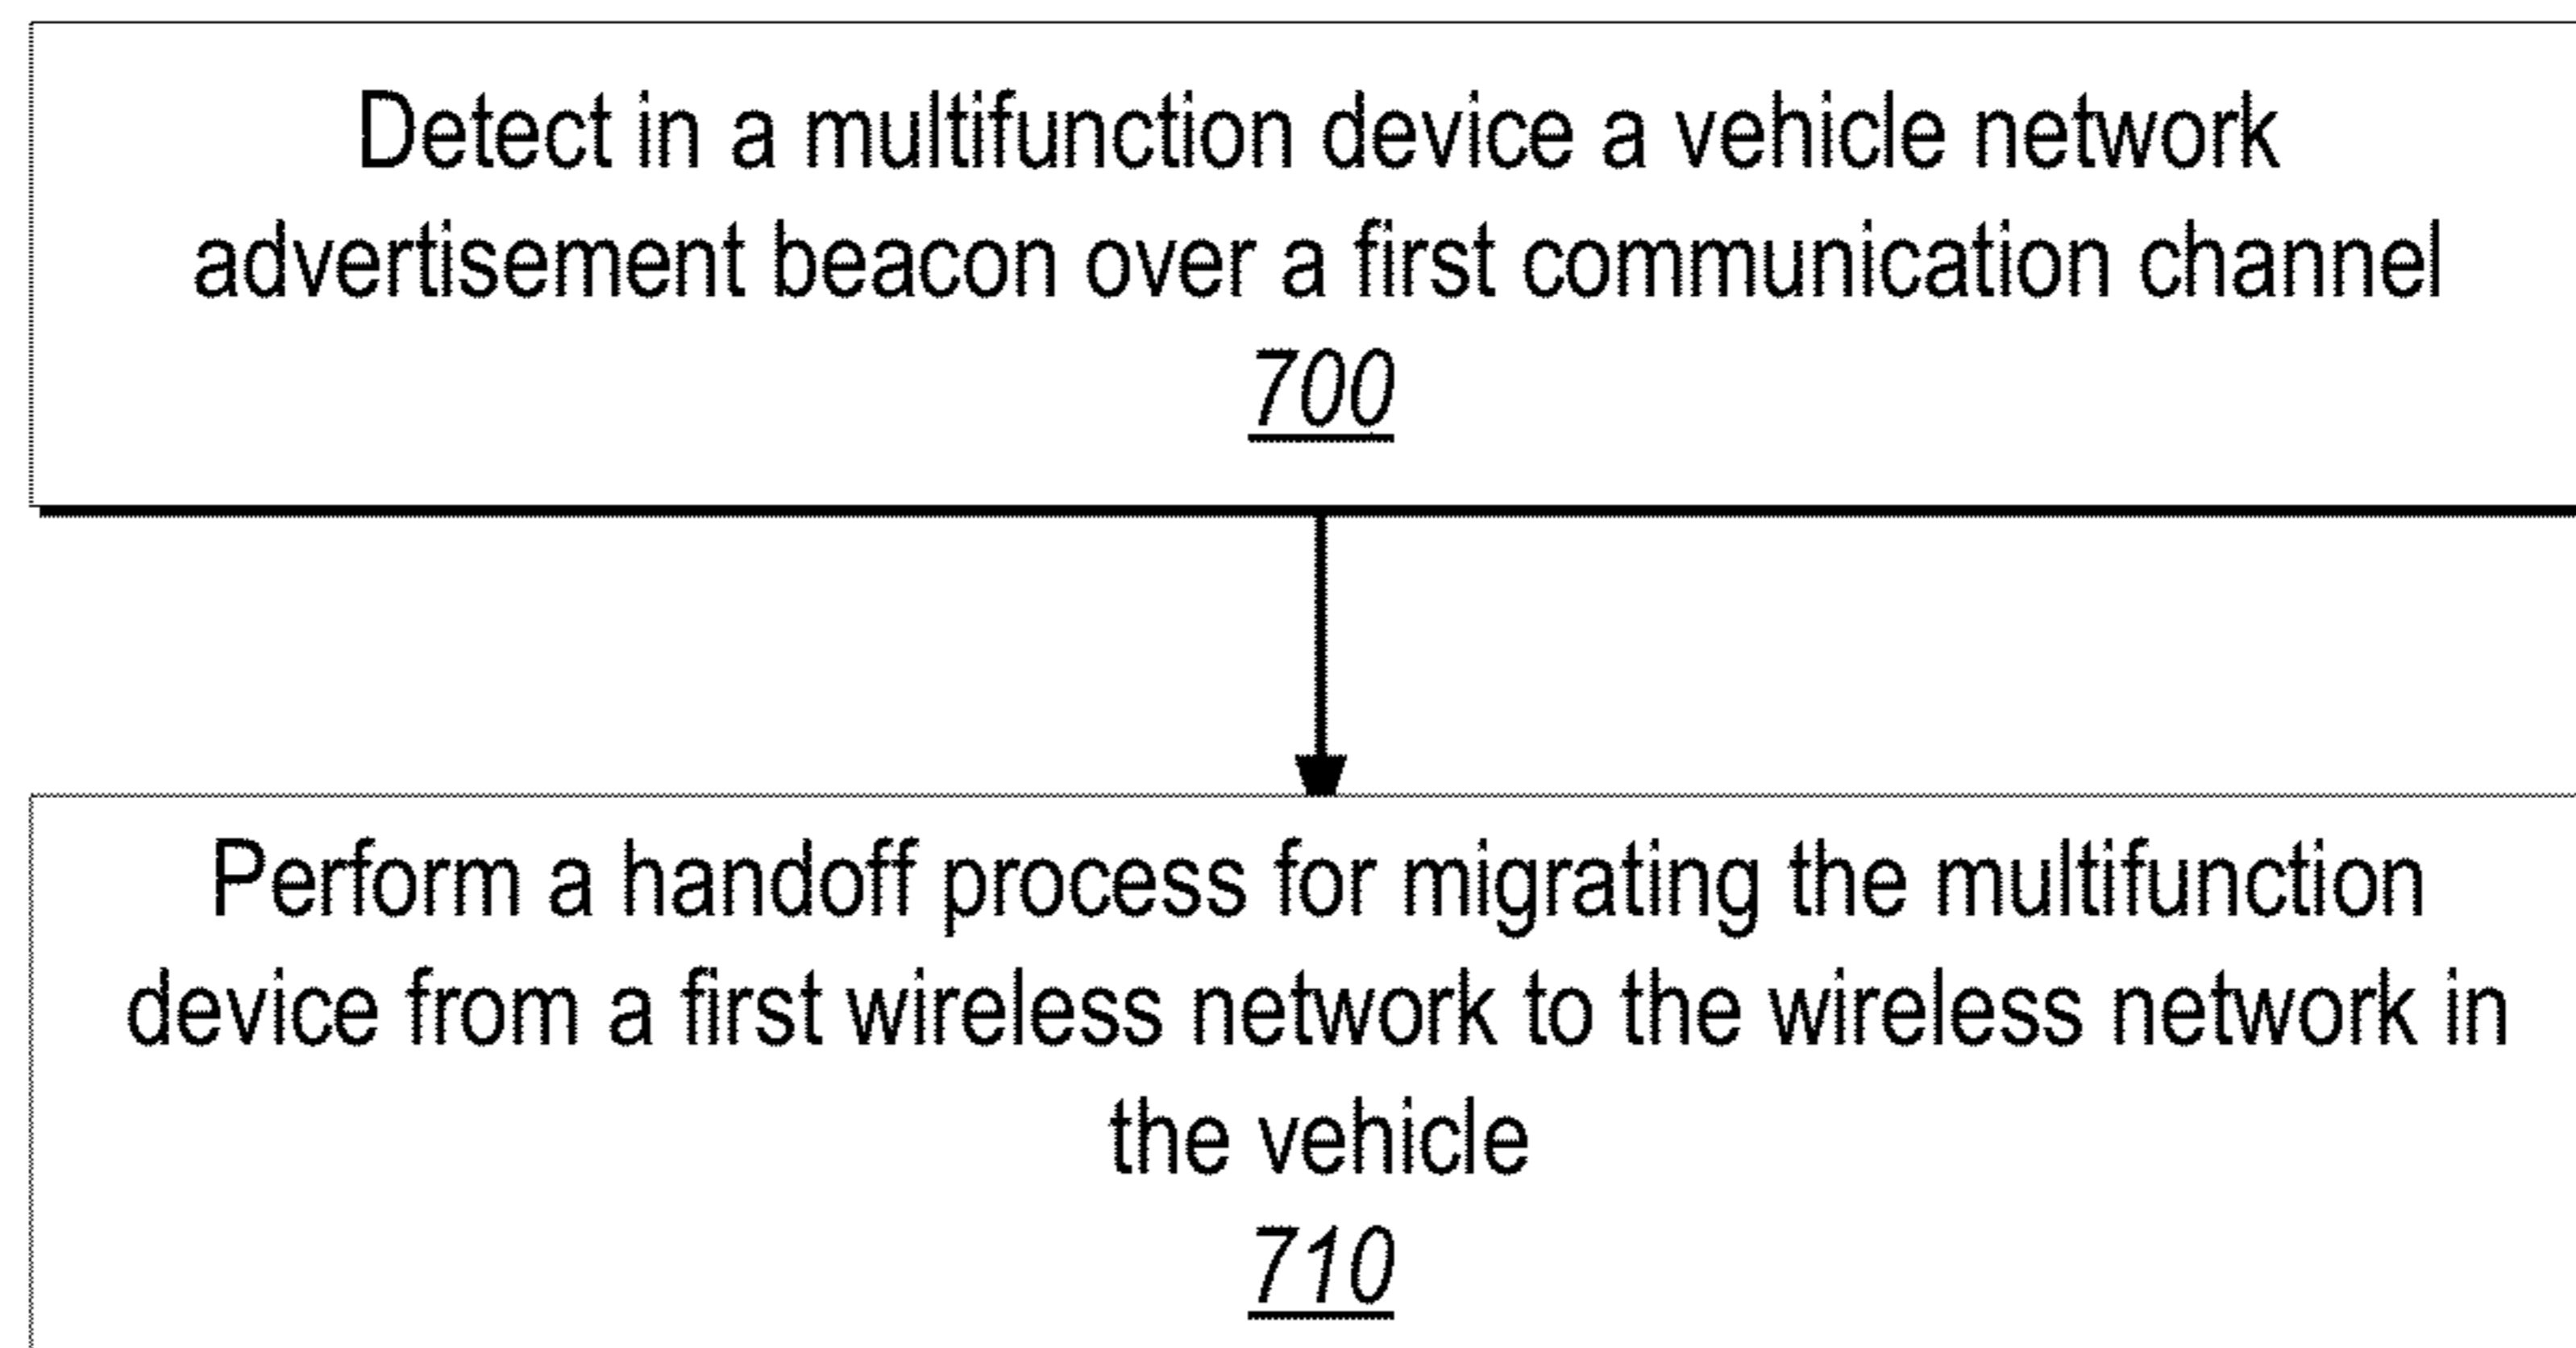 Detect in a multifunction device a vehicle network
advertisement beacon over a first communication channel
700
Perform a handoff process for migrating the multifunction
device from a first wireless network to the wireless network in
the vehicle
710